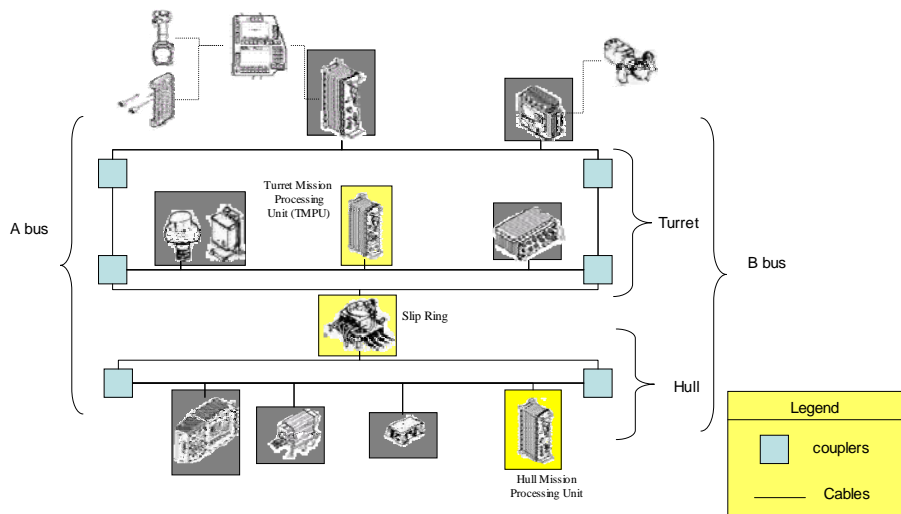 Turret Mission
Processing
Unit (TMPU)
Turret
A bus
B bus
Slip Ring
Hull
Legend
couplers
Hull Mission
Processing Unit
Cables